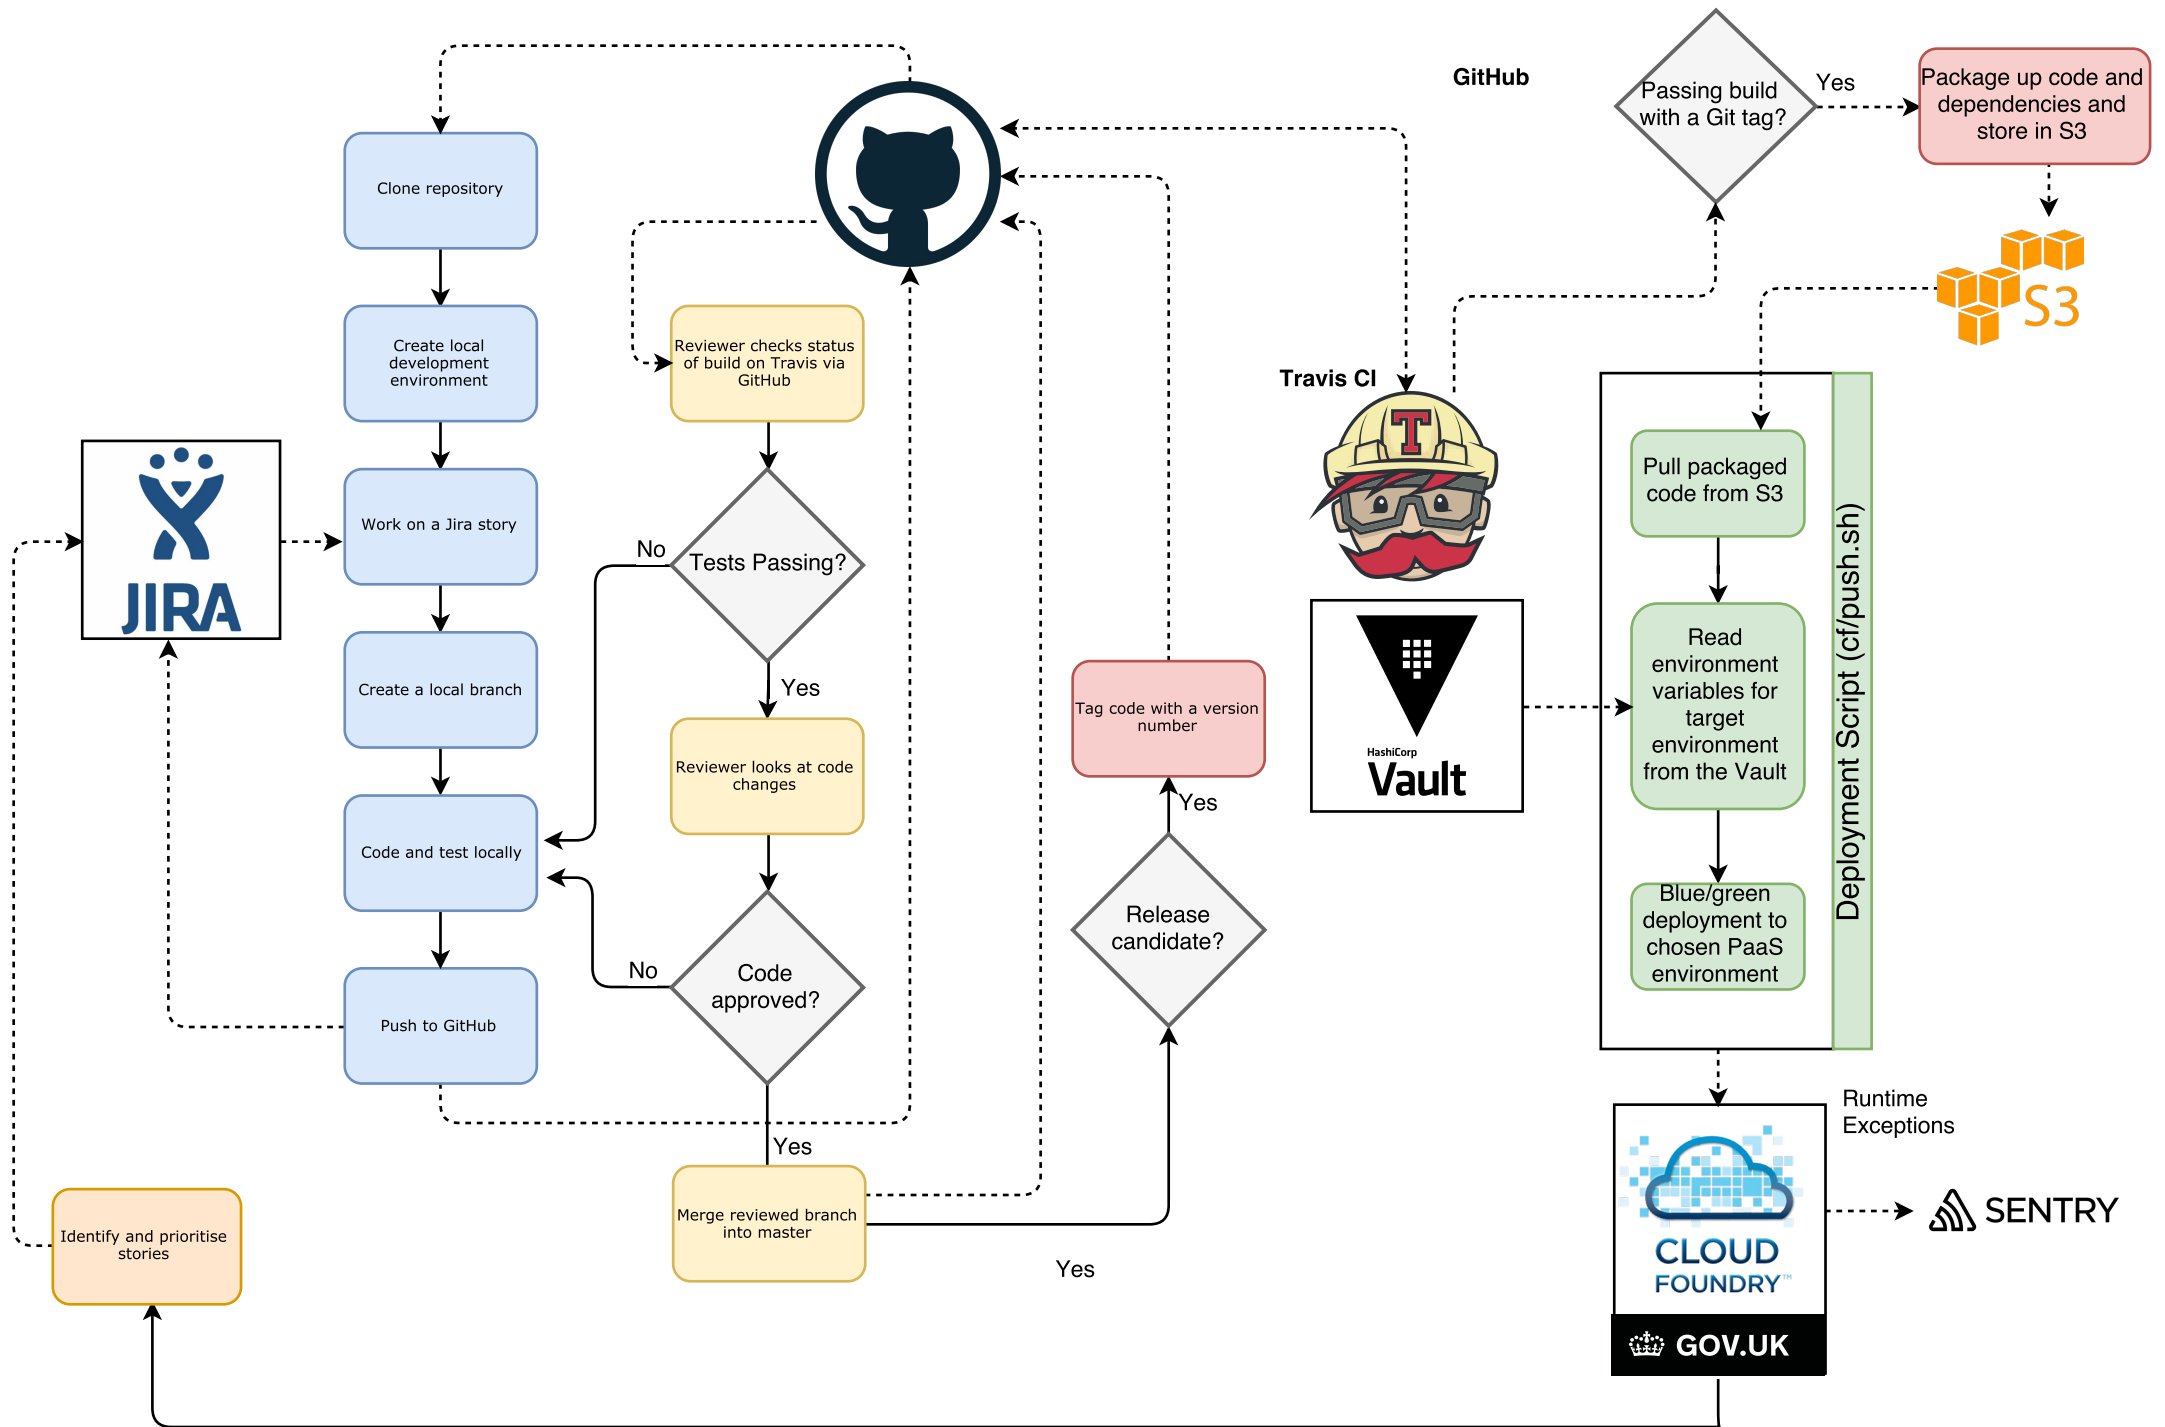 GitHub
Passing build
with a Git tag?
Yes
Package up code and
dependencies and
store in S3
S3
Clone repository
Create local
development
environment
Reviewer checks status
of build on Travis via
GitHub
Travis CI
T
JIRA
Work on a Jira story
No
Tests Passing?
Yes
Create a local branch
Reviewer looks at code
changes
Code and test locally
No
Code
approved?
Push to GitHub
Yes
Merge reviewed branch
into master
Yes
Identify and prioritise
stories
Tag code with a version
number
Yes
Release
candidate?
HashiCorp
Vault
Pull packaged
code from S3
Read
environment
variables for
target
environment
from the Vault
Blue/green
deployment to
chosen PaaS
environment
Deployment Script (cf/push.sh)
Runtime
Exceptions
CLOUD
FOUNDRY™
GOV.UK
SENTRY